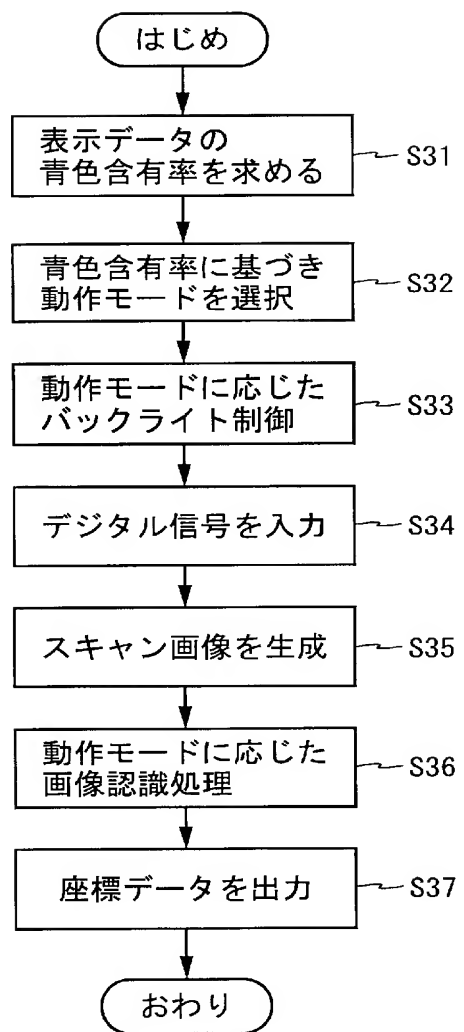 はじめ
表示データの
青色含有率を求める
S31
青色含有率に基づき
動作モードを選択
S32
動作モードに応じた
バックライト制御
S33
デジタル信号を入力
S34
スキャン画像を生成
S35
動作モードに応じた
画像認識処理
S36
座標データを出力
S37
おわり